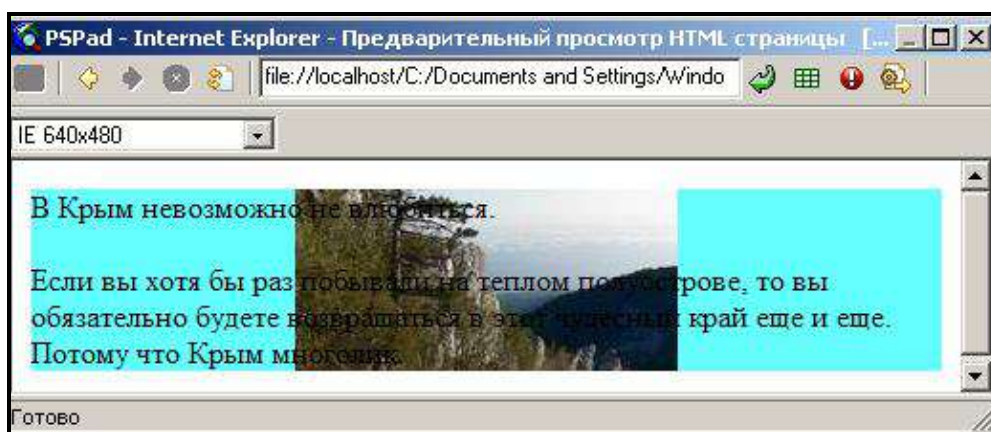 PSPad - Internet Explorer - Предварительный просмотр HTML страницы [...
file://localhost/C:/Documents and Settings/Windo
IE 640x480
В Крым невозможно не влюбиться.
Если вы хотя бы раз побывали на теплом полуострове, то вы
обязательно будете возвращаться в этот чудесный край еще и еще.
Потому что Крым многолик.
Готово